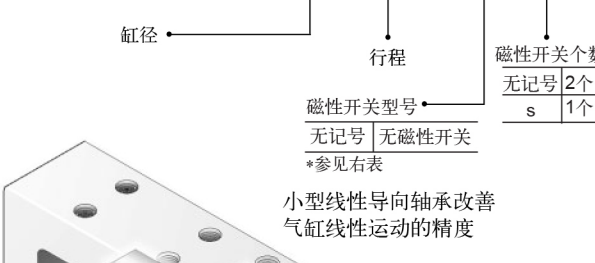 缸径
行程
磁性开关个数
无记号 2个
s 1个
磁性开关型号
无记号 无磁性开关
*参见右表
小型线性导向轴承改善
气缸线性运动的精度